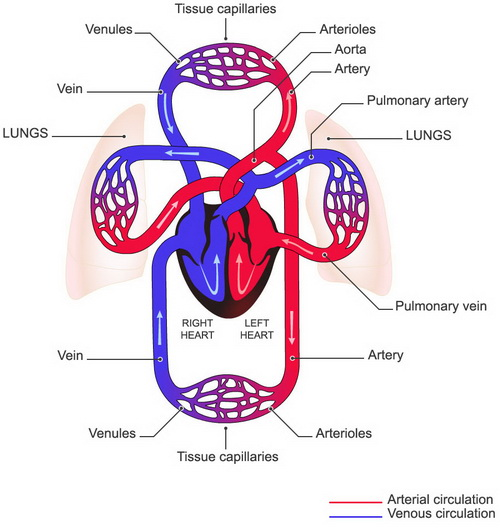 Tissue capillaries
Venules
Arterioles
Aorta
Vein
Artery
Pulmonary artery
LUNGS
LUNGS
Pulmonary vein
RIGHT
HEART
LEFT
HEART
Vein
Artery
Venules
Arterioles
Tissue capillaries
Arterial circulation
Venous circulation